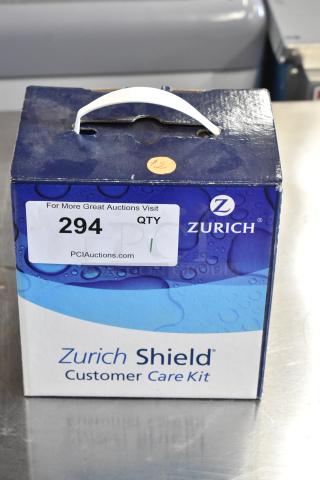 For More Great Auctions Visit
294
QTY
1
PCIAuctions.com
Z
ZURICH®
Zurich Shield®
Customer Care Kit